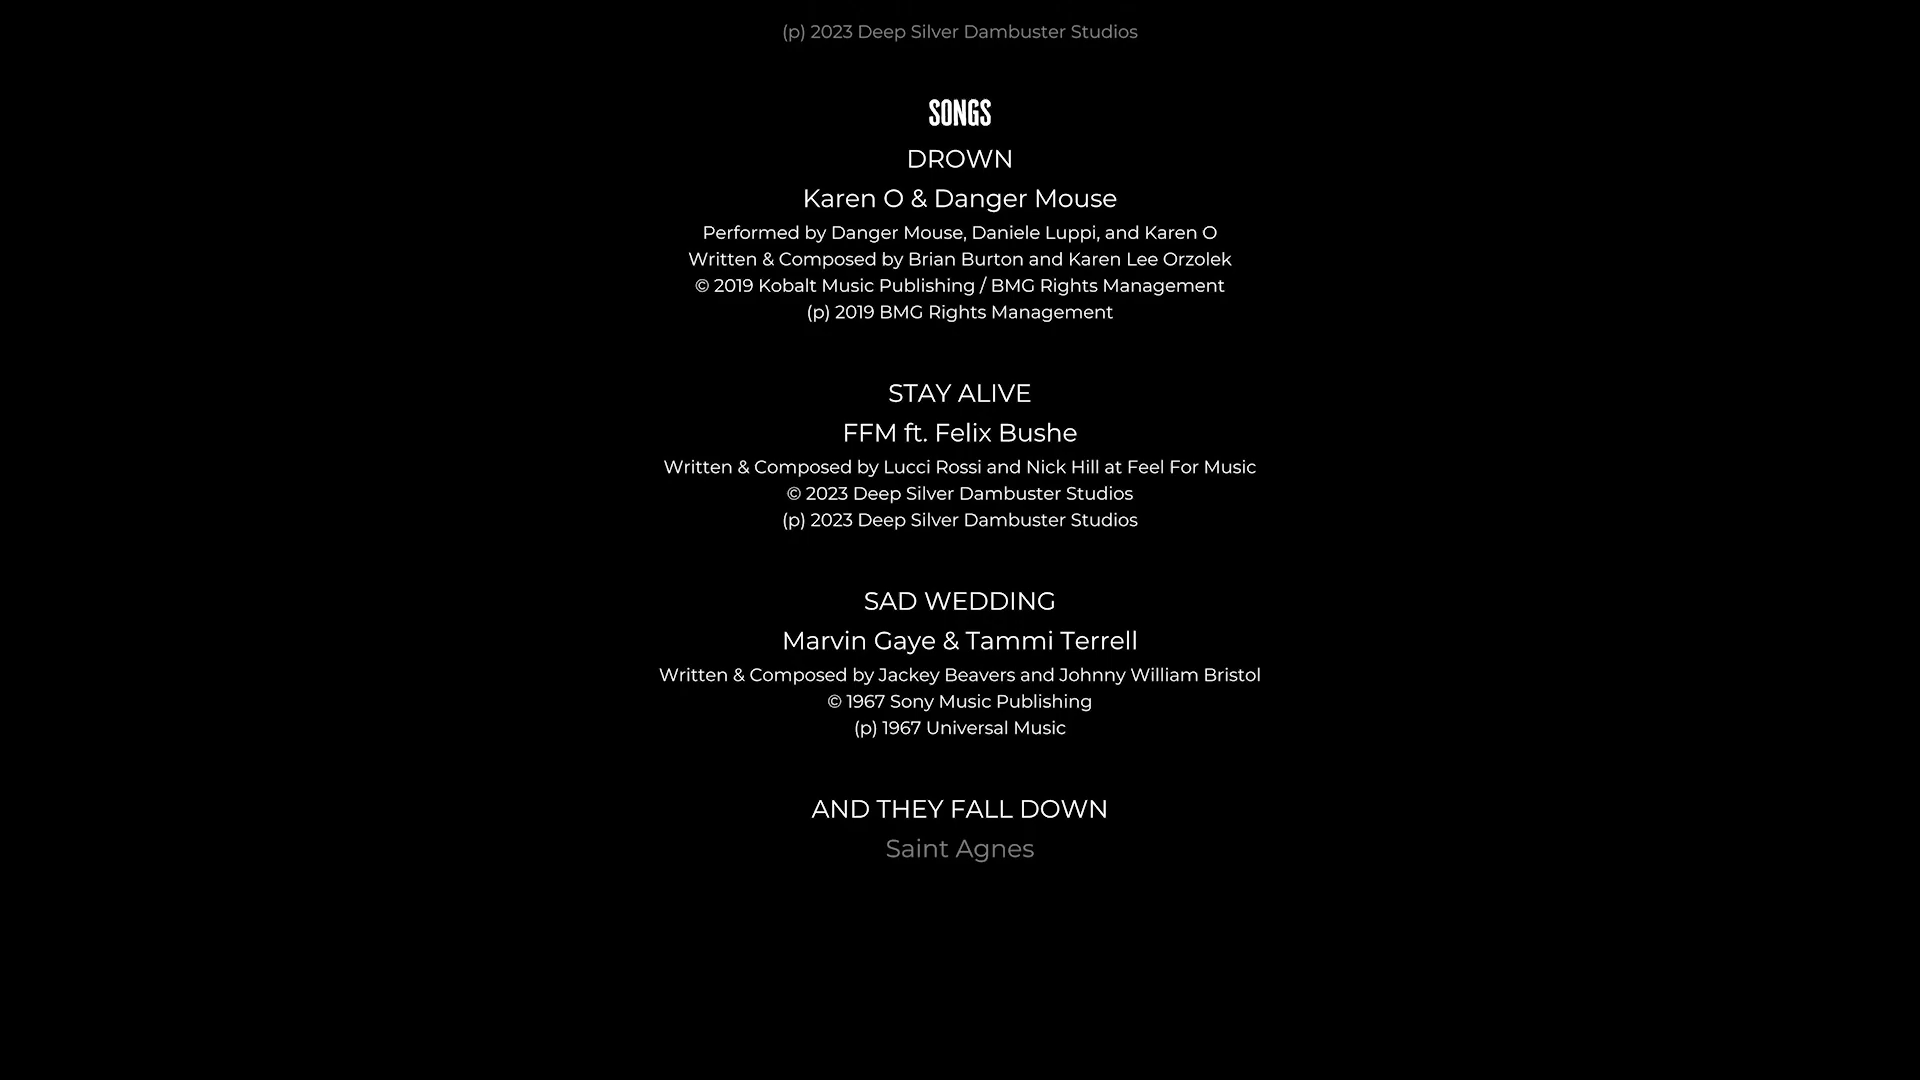 (p) 2023 Deep Silver Dambuster Studios
SONGS
DROWN
Karen O & Danger Mouse
Performed by Danger Mouse, Daniele Luppi, and Karen O
Written & Composed by Brian Burton and Karen Lee Orzolek
© 2019 Kobalt Music Publishing / BMG Rights Management
(p) 2019 BMG Rights Management
STAY ALIVE
FFM ft. Felix Bushe
Written & Composed by Lucci Rossi and Nick Hill at Feel For Music
© 2023 Deep Silver Dambuster Studios
(p) 2023 Deep Silver Dambuster Studios
SAD WEDDING
Marvin Gaye & Tammi Terrell
Written & Composed by Jackey Beavers and Johnny William Bristol
© 1967 Sony Music Publishing
(p) 1967 Universal Music
AND THEY FALL DOWN
Saint Agnes